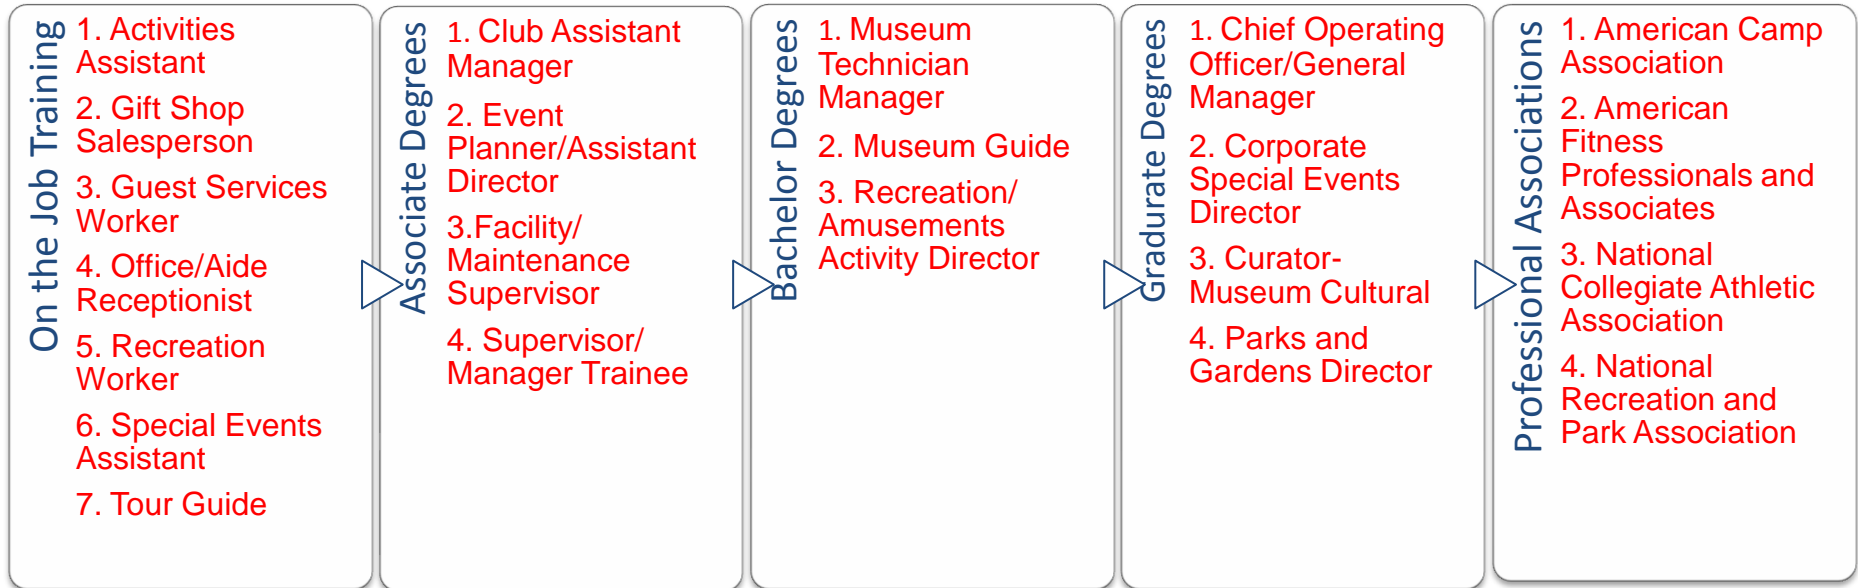 On the Job Training
1. Activities
Assistant
2. Gift Shop
Salesperson
3. Guest Services
Worker
4. Office/Aide
Receptionist
5. Recreation
Worker
6. Special Events
Assistant
7. Tour Guide
Associate Degrees
1. Club Assistant
Manager
2. Event
Planner/Assistant
Director
3.Facility/
Maintenance
Supervisor
4. Supervisor/
Manager Trainee
Bachelor Degrees
1. Museum
Technician
Manager
2. Museum Guide
3. Recreation/
Amusements
Activity Director
Gradurate Degrees
1. Chief Operating
Officer/General
Manager
2. Corporate
Special Events
Director
3. Curator-
Museum Cultural
4. Parks and
Gardens Director
Professional Associations
1. American Camp
Association
2. American
Fitness
Professionals and
Associates
3. National
Collegiate Athletic
Association
4. National
Recreation and
Park Association